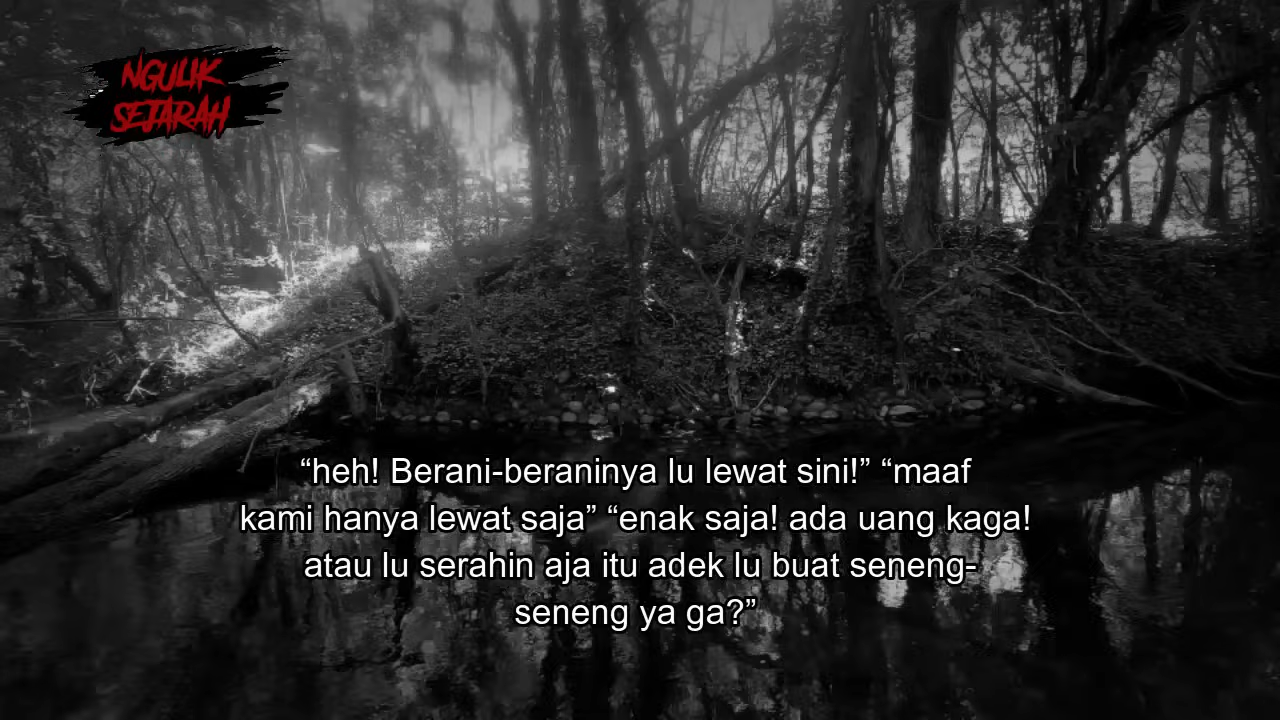 NGULIK
SEJARAH
“heh! Berani-beraninya lu lewat sini!” “maaf
kami hanya lewat saja” “enak saja! ada uang kaga!
atau lu serahin aja itu adek lu buat seneng-
seneng ya ga?”